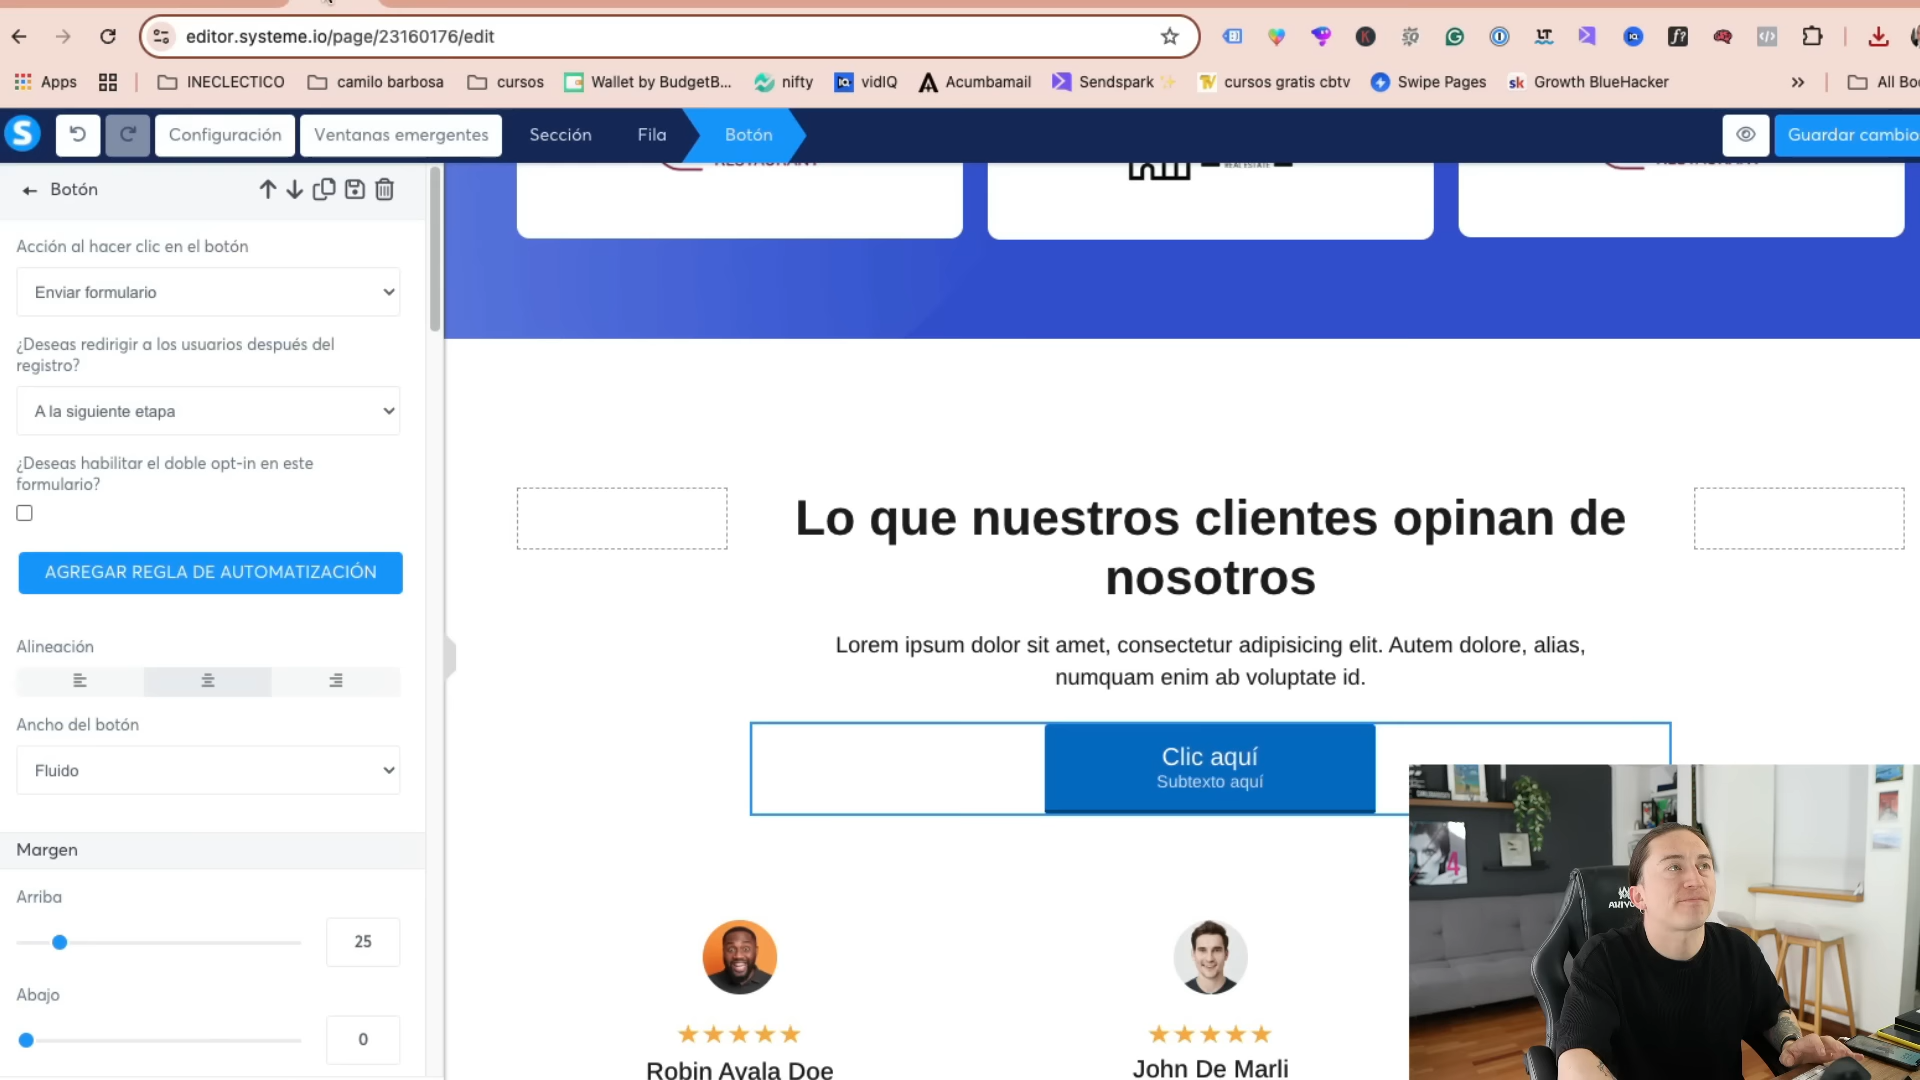 editor.systeme.io/page/23160176/edit
Apps
INECLECTICO
camilo barbosa
cursos
Wallet by BudgetB...
nifty
vidIQ
Acumbamail
Sendspark
cursos gratis cbtv
Swipe Pages
Growth BlueHacker
»
All Boo
Configuración
Ventanas emergentes
Sección
Fila
Botón
Guardar cambio
Botón
REAL ESTATE
Acción al hacer clic en el botón
Enviar formulario
¿Deseas redirigir a los usuarios después del
registro?
A la siguiente etapa
¿Deseas habilitar el doble opt-in en este
formulario?
AGREGAR REGLA DE AUTOMATIZACIÓN
Alineación
Ancho del botón
Fluido
Margen
Arriba
25
Abajo
0
Lo que nuestros clientes opinan de
nosotros
Lorem ipsum dolor sit amet, consectetur adipisicing elit. Autem dolore, alias,
numquam enim ab voluptate id.
Clic aquí
Subtexto aquí
Robin Ayala Doe
John De Marli